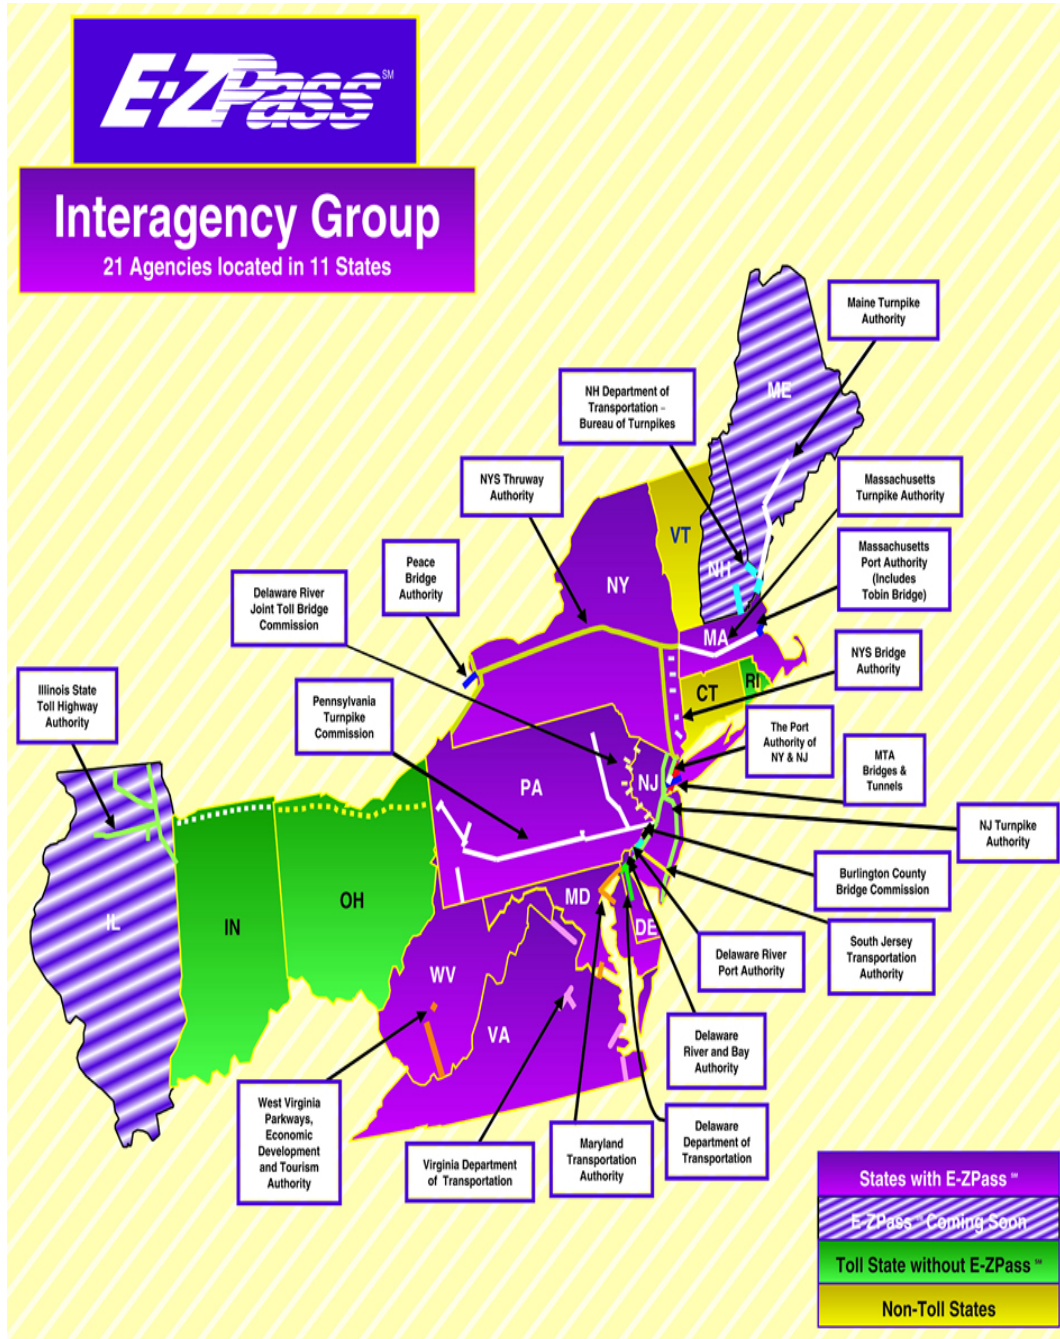 E-ZPass SM
Interagency Group
21 Agencies located in 11 States
Maine Turnpike
Authority
ME
NH Department of
Transportation –
Bureau of Turnpikes
NYS Thruway
Authority
Massachusetts
Turnpike Authority
VT
Massachusetts
Port Authority
(Includes
Tobin Bridge)
Peace
Bridge
Authority
NH
NY
Delaware River
Joint Toll Bridge
Commission
MA
NYS Bridge
Authority
Illinois State
Toll Highway
Authority
Pennsylvania
Turnpike
Commission
CT
RI
The Port
Authority of
NY & NJ
MTA
Bridges &
Tunnels
PA
NJ
NJ Turnpike
Authority
Burlington County
Bridge Commission
OH
MD
IL
IN
DE
South Jersey
Transportation
Authority
Delaware River
Port Authority
WV
VA
Delaware
River and Bay
Authority
West Virginia
Parkways,
Economic
Development
and Tourism
Authority
Virginia Department
of Transportation
Maryland
Transportation
Authority
Delaware
Department of
Transportation
States with E-ZPass SM
E-ZPass SM Coming Soon
Toll State without E-ZPass SM
Non-Toll States